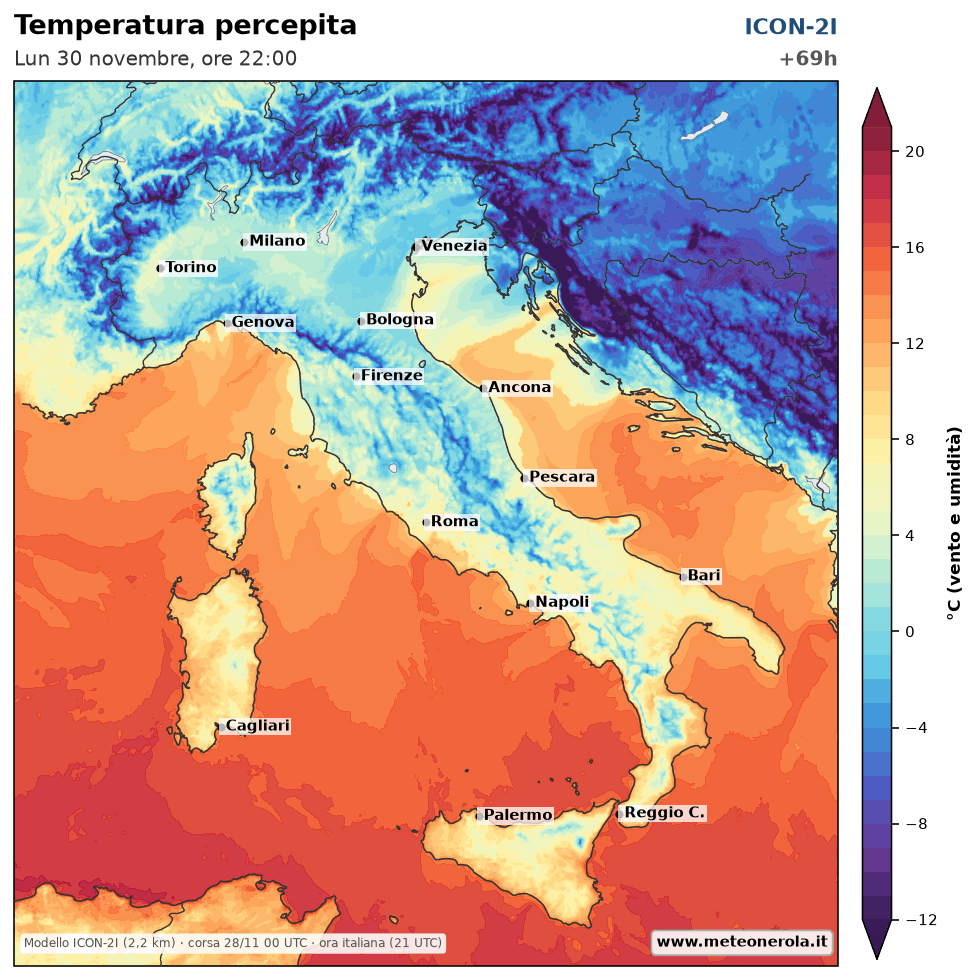 Temperatura percepita
ICON-2I
Lun 30 novembre, ore 22:00
+69h
Milano
Venezia
Torino
Genova
Bologna
Firenze
Ancona
Pescara
Roma
Bari
Napoli
Cagliari
Palermo
Reggio C.
20
16
12
8
4
0
−4
−8
−12
°C (vento e umidità)
Modello ICON-2I (2,2 km) · corsa 28/11 00 UTC · ora italiana (21 UTC)
www.meteonerola.it